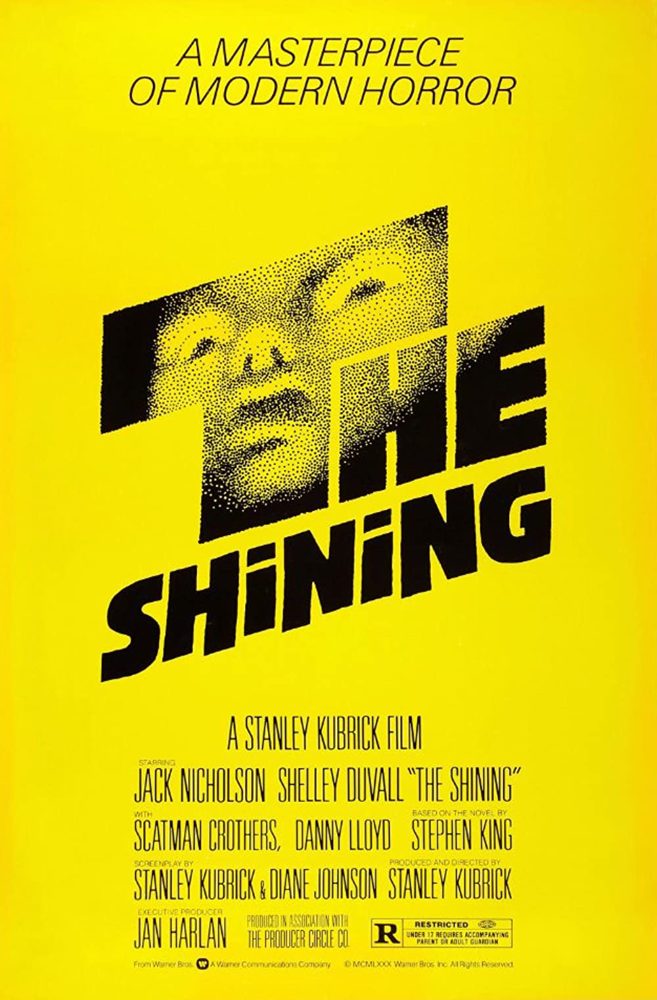 A MASTERPIECE
OF MODERN HORROR
THE
SHiNiNG
A STANLEY KUBRICK FILM
STARRING
JACK NICHOLSON SHELLEY DUVALL "THE SHINING"
WITH
BASED ON THE NOVEL BY
SCATMAN CROTHERS, DANNY LLOYD STEPHEN KING
SCREENPLAY BY
PRODUCED AND DIRECTED BY
STANLEY KUBRICK & DIANE JOHNSON STANLEY KUBRICK
EXECUTIVE PRODUCER
JAN HARLAN
PRODUCED IN ASSOCIATION WITH
THE PRODUCER CIRCLE CO.
R
RESTRICTED
UNDER 17 REQUIRES ACCOMPANYING
PARENT OR ADULT GUARDIAN
From Warner Bros. W A Warner Communications Company © MCMLXXX Warner Bros. Inc. All Rights Reserved.